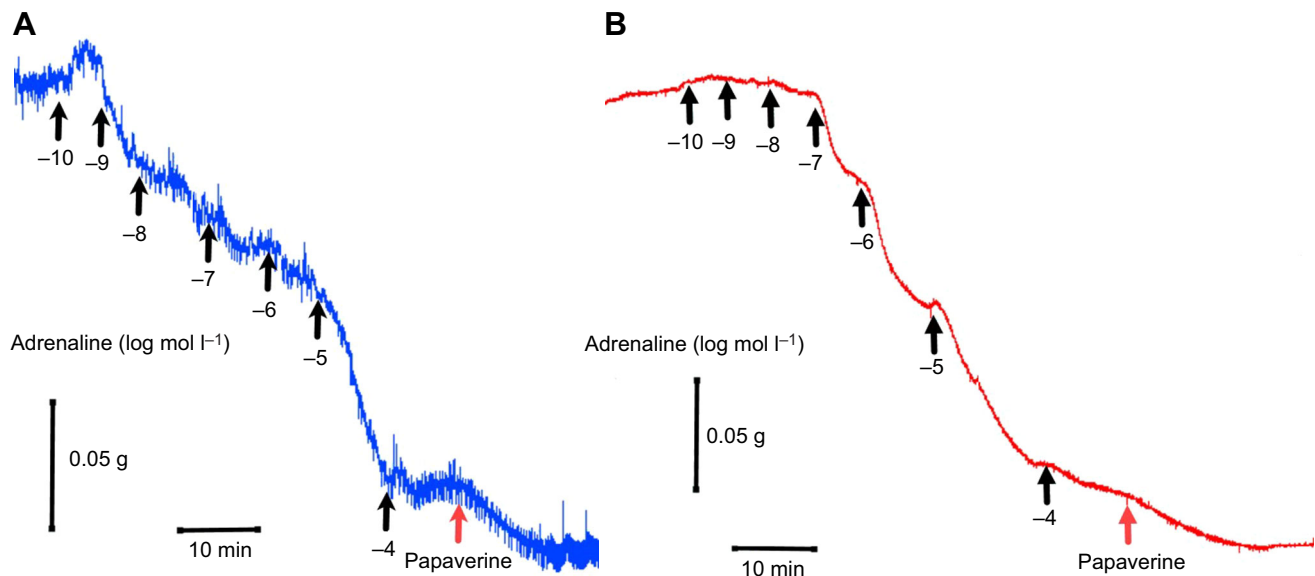 A
–10
–9
–8
–7
–6
–5
–4
Adrenaline (log mol l–1)
0.05 g
10 min
Papaverine
B
–10
–9
–8
–7
–6
–5
–4
Adrenaline (log mol l–1)
0.05 g
10 min
Papaverine